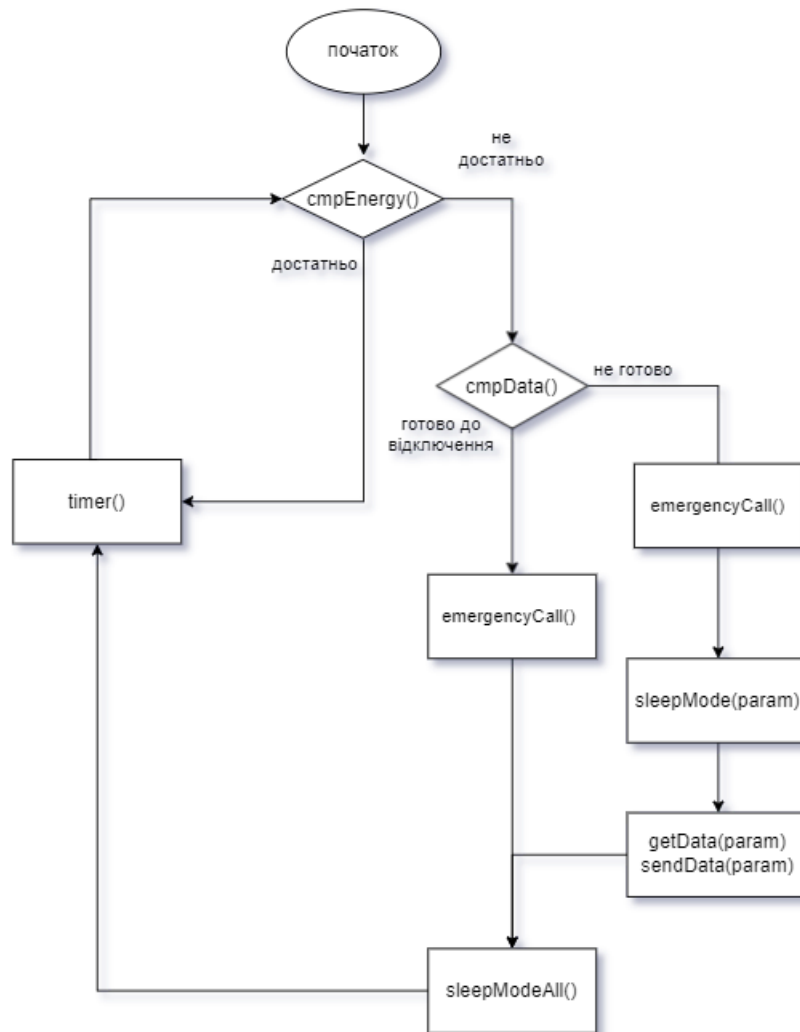 початок
не
достатньо
cmpEnergy()
достатньо
cmpData()
не готово
готово до
відключення
timer()
emergencyCall()
emergencyCall()
sleepMode(param)
getData(param)
sendData(param)
sleepModeAll()